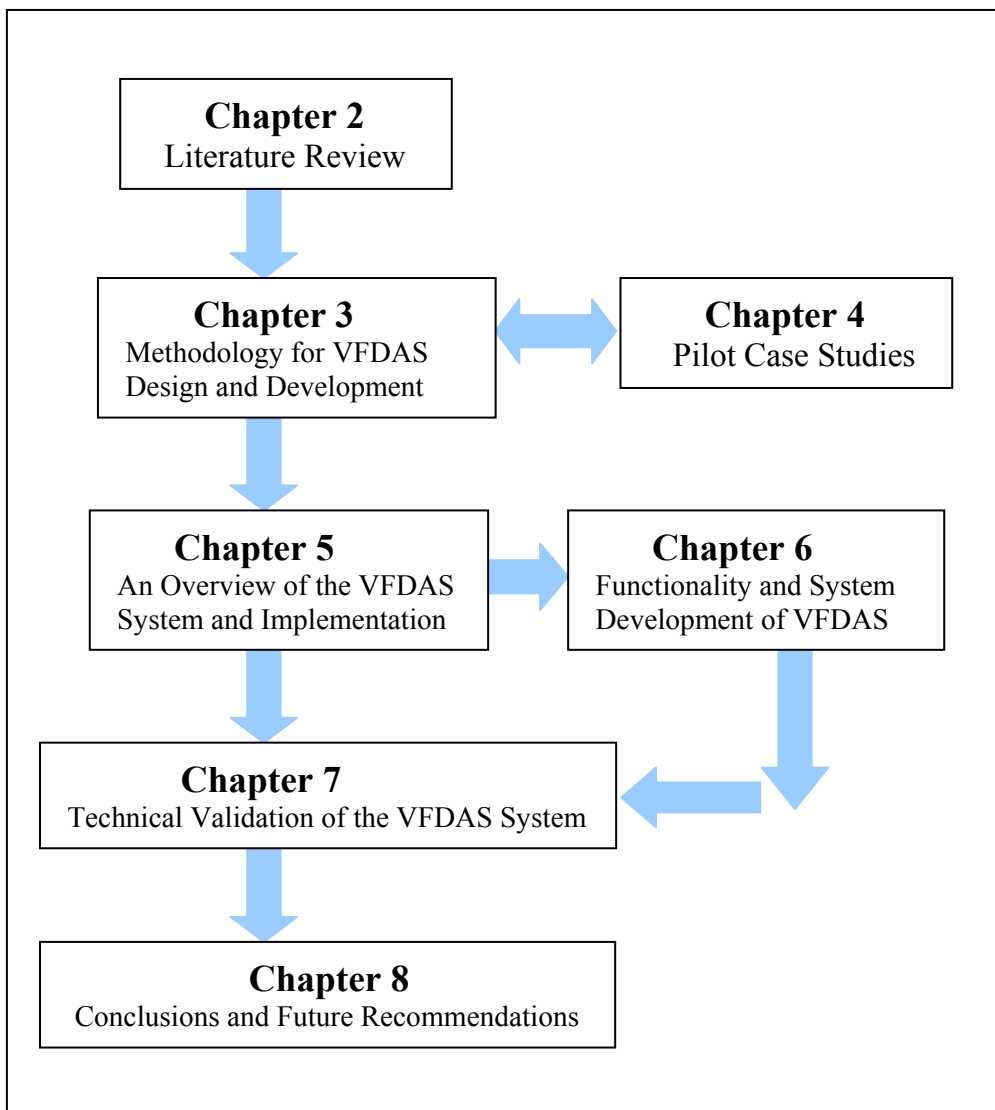 Chapter 2
Literature Review
Chapter 3
Methodology for VFDAS
Design and Development
Chapter 4
Pilot Case Studies
Chapter 5
An Overview of the VFDAS
System and Implementation
Chapter 6
Functionality and System
Development of VFDAS
Chapter 7
Technical Validation of the VFDAS System
Chapter 8
Conclusions and Future Recommendations